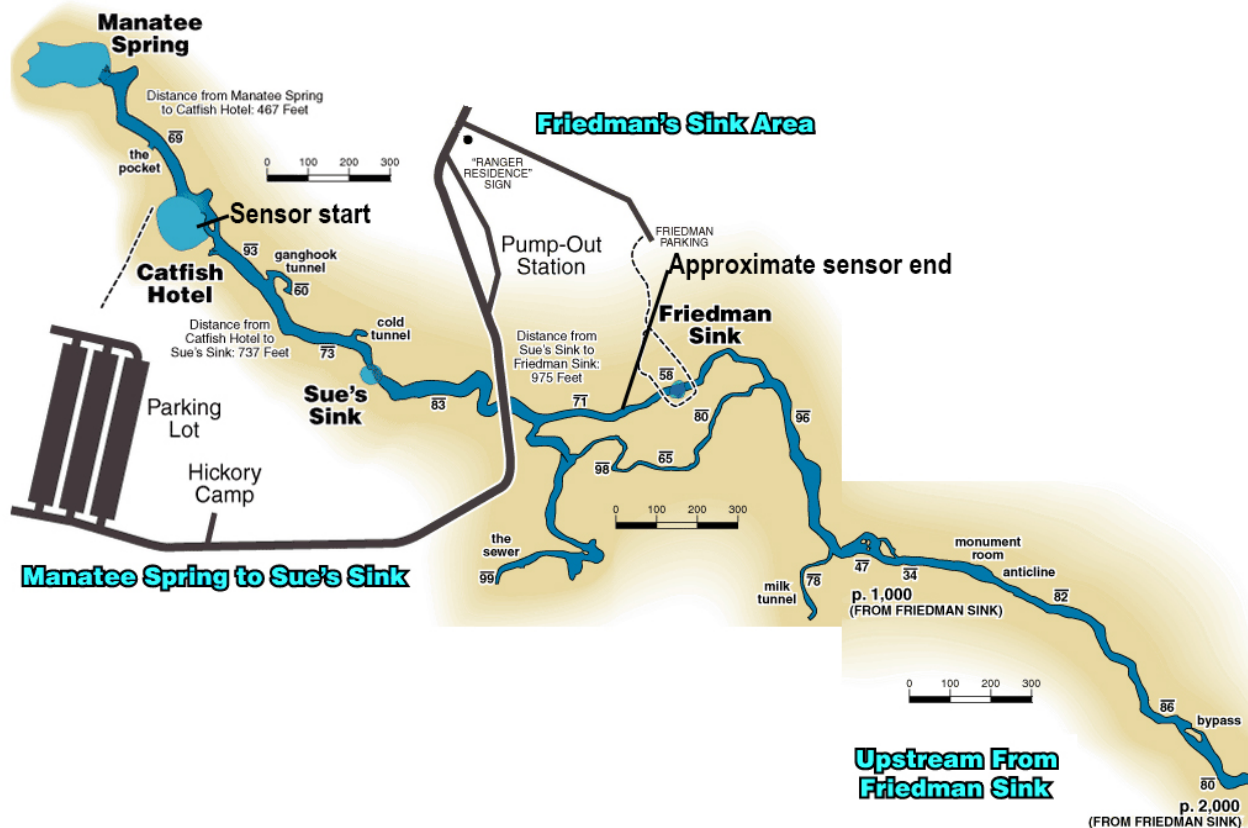 Manatee
Spring
Distance from Manatee Spring
to Catfish Hotel: 467 Feet
69
the
pocket
0 100 200 300
Sensor start
93
ganghook
tunnel
60
Catfish
Hotel
Distance from
Catfish Hotel to
Sue's Sink: 737 Feet
73
cold
tunnel
Sue's
Sink
83
Parking
Lot
Hickory
Camp
Manatee Spring to Sue's Sink
Friedman's Sink Area
"RANGER
RESIDENCE"
SIGN
Pump-Out
Station
FRIEDMAN
PARKING
Approximate sensor end
Friedman
Sink
Distance from
Sue's Sink to
Friedman Sink:
975 Feet
71
58
80
96
98
65
0 100 200 300
the
sewer
99
milk
tunnel
78
47
34
p. 1,000
(FROM FRIEDMAN SINK)
monument
room
anticline
82
0 100 200 300
86
bypass
80
p. 2,000
(FROM FRIEDMAN SINK)
Upstream From
Friedman Sink